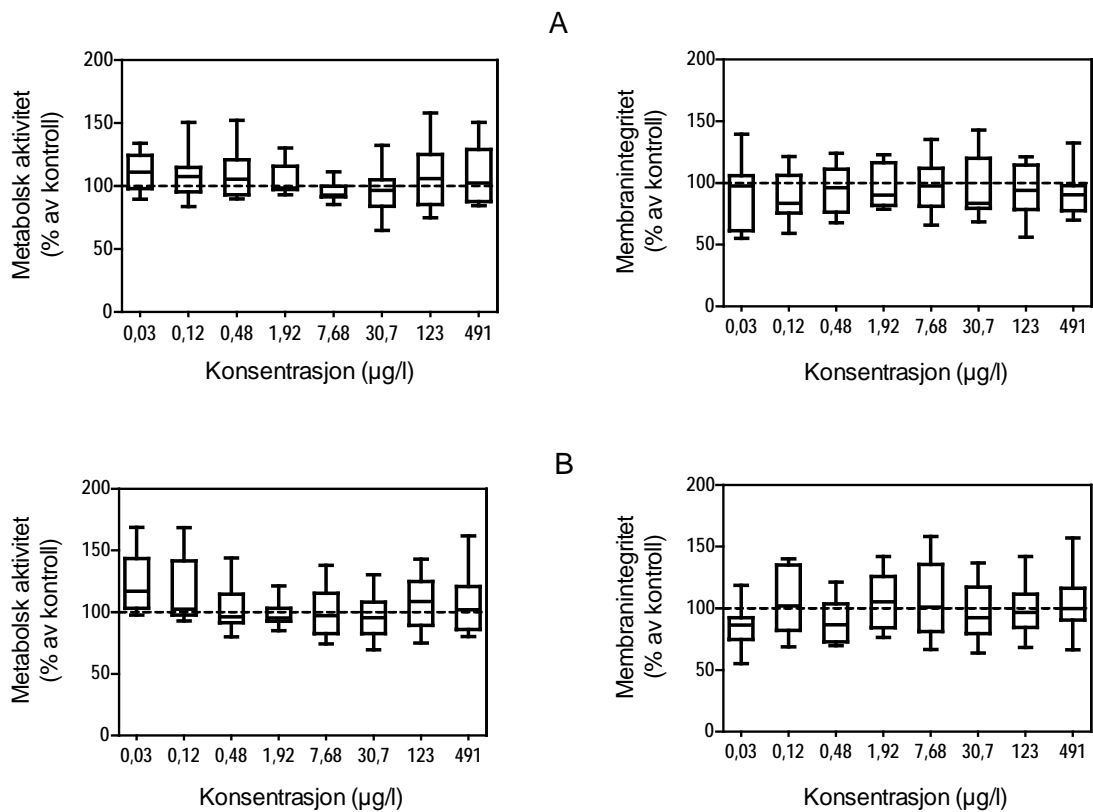 A
Metabolsk aktivitet
(% av kontroll)
200
150
100
50
0
0,03 0,12 0,48 1,92 7,68 30,7 123 491
Konsentrasjon (µg/l)
Membranintegritet
(% av kontroll)
200
150
100
50
0
0,03 0,12 0,48 1,92 7,68 30,7 123 491
Konsentrasjon (µg/l)
B
Metabolsk aktivitet
(% av kontroll)
200
150
100
50
0
0,03 0,12 0,48 1,92 7,68 30,7 123 491
Konsentrasjon (µg/l)
Membranintegritet
(% av kontroll)
200
150
100
50
0
0,03 0,12 0,48 1,92 7,68 30,7 123 491
Konsentrasjon (µg/l)